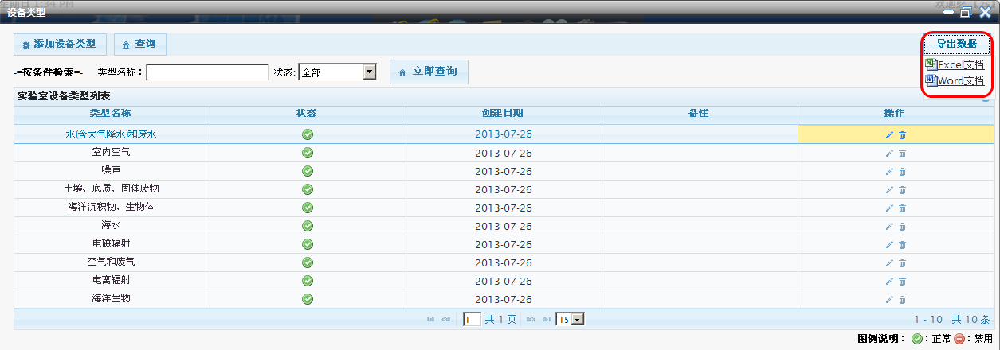 星期日 1:34 PM
设备类型
添加设备类型 查询 导出数据
-=按条件检索=- 类型名称： 状态: 全部 立即查询
Excel文档
Word文档
实验室设备类型列表
类型名称 状态 创建日期 备注 操作
水(含大气降水)和废水 2013-07-26
室内空气 2013-07-26
噪声 2013-07-26
土壤、底质、固体废物 2013-07-26
海洋沉积物、生物体 2013-07-26
海水 2013-07-26
电磁辐射 2013-07-26
空气和废气 2013-07-26
电离辐射 2013-07-26
海洋生物 2013-07-26
1 共 1 页 15 1 - 10 共 10 条
图例说明： ：正常 ：禁用